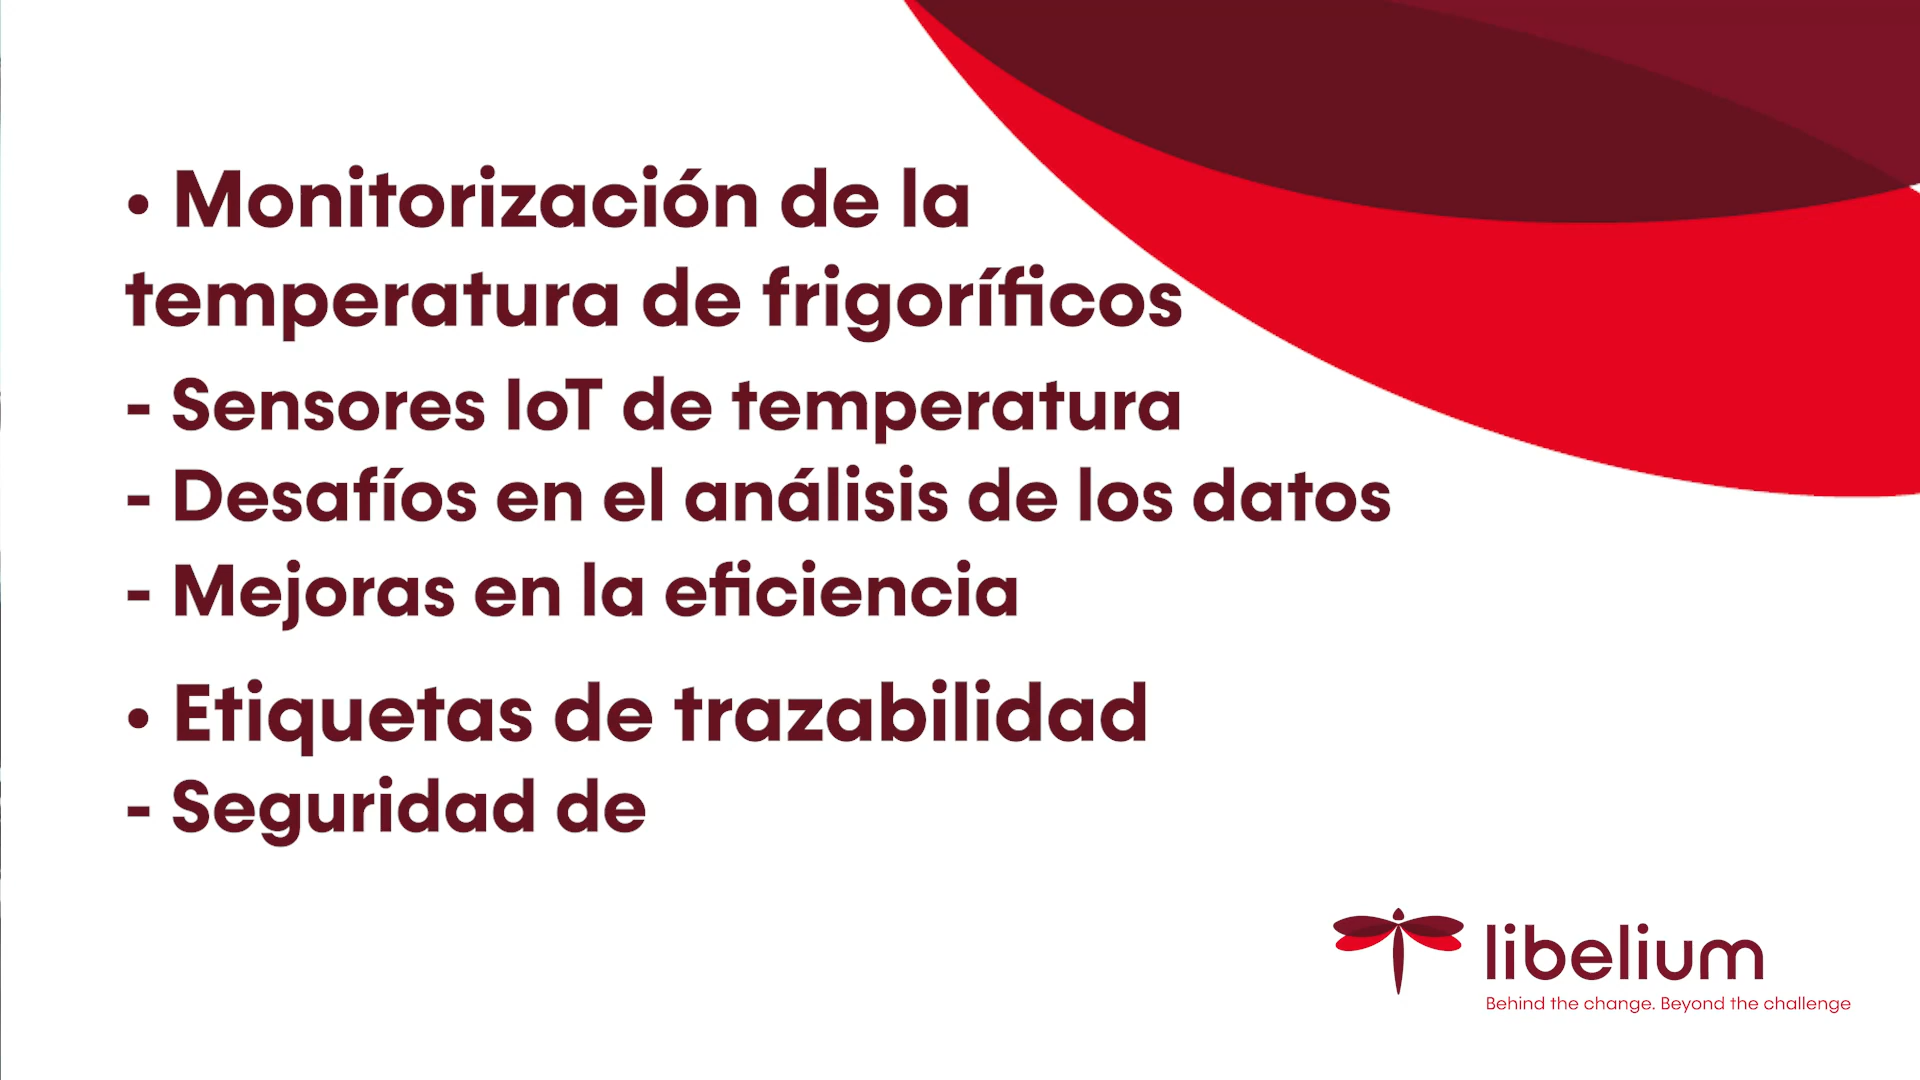 • Monitorización de la
temperatura de frigoríficos
- Sensores IoT de temperatura
- Desafíos en el análisis de los datos
- Mejoras en la eficiencia
• Etiquetas de trazabilidad
- Seguridad de
libelium
Behind the change. Beyond the challenge